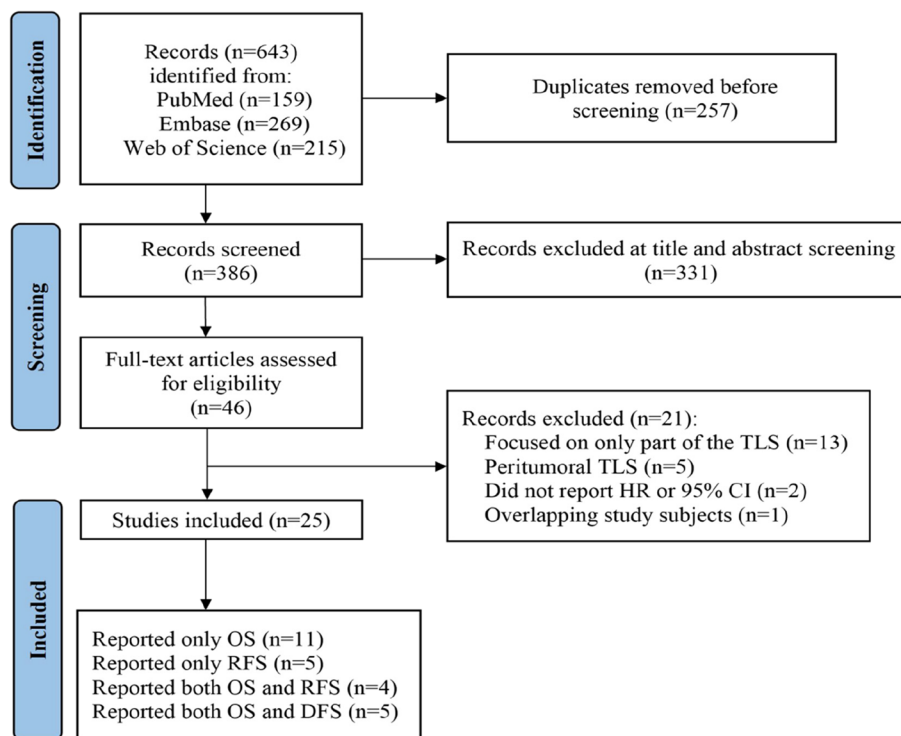 Identification
Records (n=643)
identified from:
PubMed (n=159)
Embase (n=269)
Web of Science (n=215)
Duplicates removed before
screening (n=257)
Screening
Records screened
(n=386)
Records excluded at title and abstract screening
(n=331)
Full-text articles assessed
for eligibility
(n=46)
Records excluded (n=21):
Focused on only part of the TLS (n=13)
Peritumoral TLS (n=5)
Did not report HR or 95% CI (n=2)
Overlapping study subjects (n=1)
Included
Studies included (n=25)
Reported only OS (n=11)
Reported only RFS (n=5)
Reported both OS and RFS (n=4)
Reported both OS and DFS (n=5)